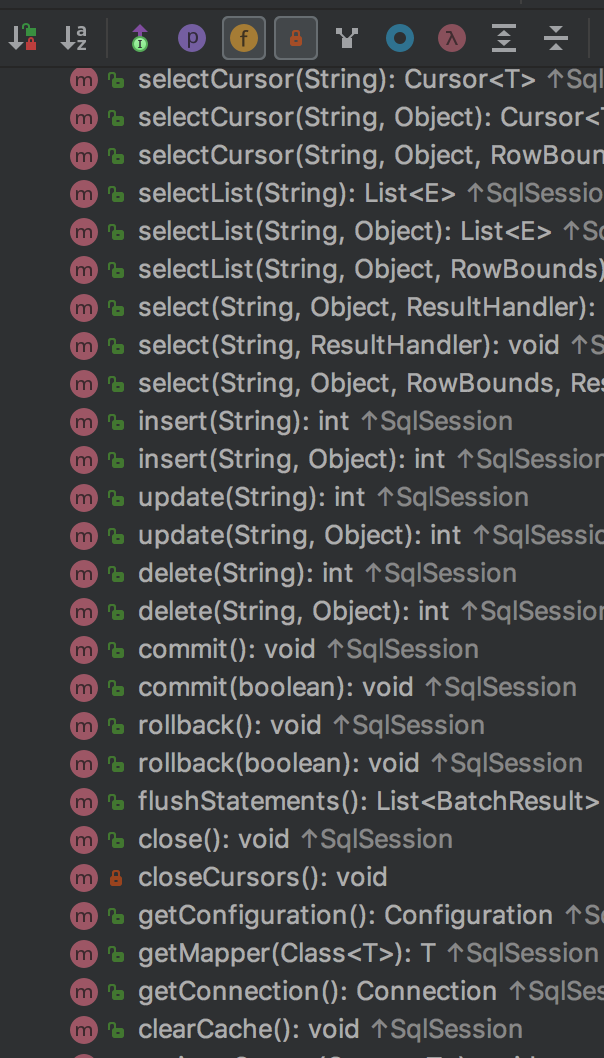 selectCursor(String): Cursor<T> ↑Sql
selectCursor(String, Object): Cursor<T
selectCursor(String, Object, RowBoun
selectList(String): List<E> ↑SqlSessio
selectList(String, Object): List<E> ↑Sq
selectList(String, Object, RowBounds)
select(String, Object, ResultHandler):
select(String, ResultHandler): void ↑S
select(String, Object, RowBounds, Res
insert(String): int ↑SqlSession
insert(String, Object): int ↑SqlSession
update(String): int ↑SqlSession
update(String, Object): int ↑SqlSessio
delete(String): int ↑SqlSession
delete(String, Object): int ↑SqlSession
commit(): void ↑SqlSession
commit(boolean): void ↑SqlSession
rollback(): void ↑SqlSession
rollback(boolean): void ↑SqlSession
flushStatements(): List<BatchResult>
close(): void ↑SqlSession
closeCursors(): void
getConfiguration(): Configuration ↑Sq
getMapper(Class<T>): T ↑SqlSession
getConnection(): Connection ↑SqlSes
clearCache(): void ↑SqlSession